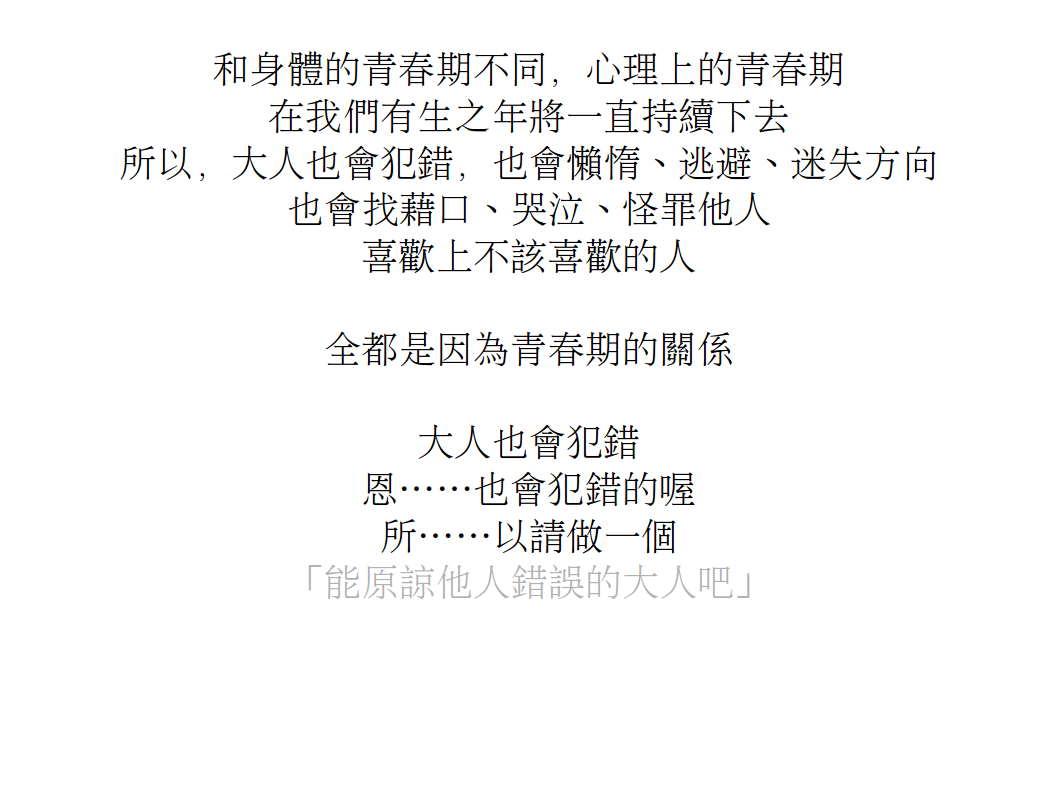 和身體的青春期不同，心理上的青春期
在我們有生之年將一直持續下去
所以，大人也會犯錯，也會懶惰、逃避、迷失方向
也會找藉口、哭泣、怪罪他人
喜歡上不該喜歡的人
全都是因為青春期的關係
大人也會犯錯
恩⋯⋯也會犯錯的喔
所⋯⋯以請做一個
「能原諒他人錯誤的大人吧」